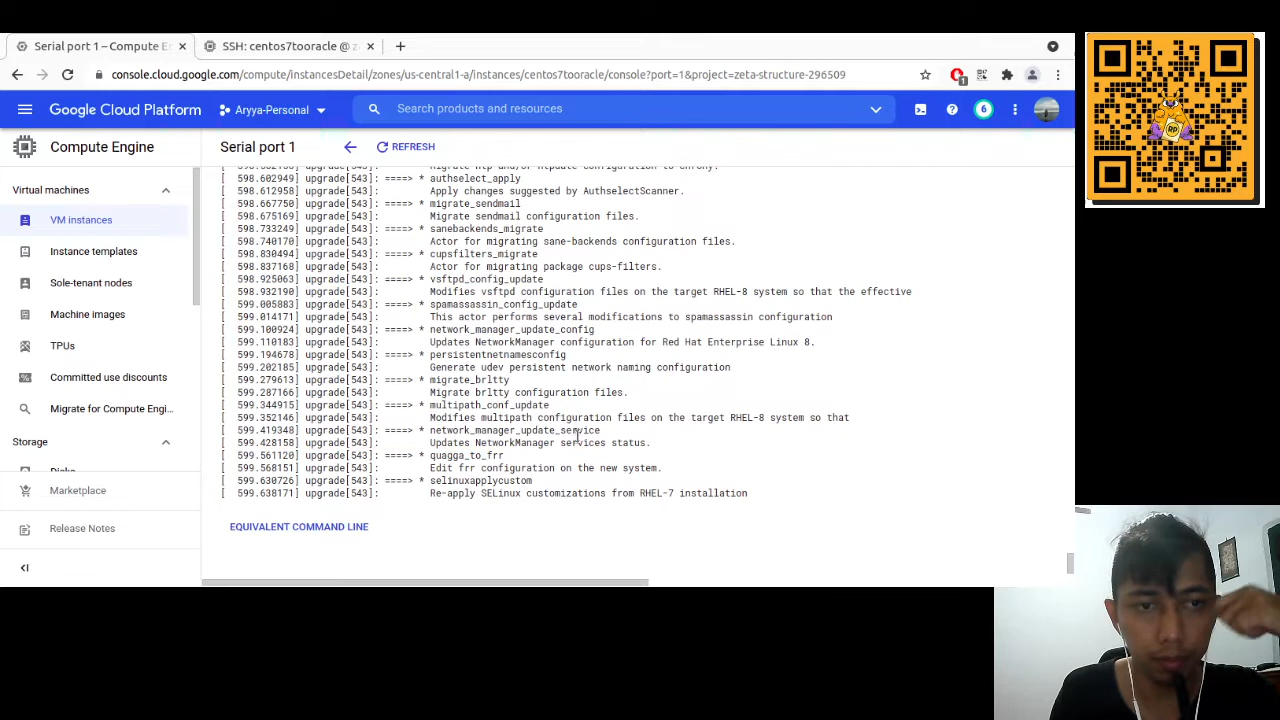 Serial port 1 – Compute E
SSH: centos7tooracle @ z
console.cloud.google.com/compute/instancesDetail/zones/us-central1-a/instances/centos7tooracle/console?port=1&project=zeta-structure-296509
1
Google Cloud Platform
Aryya-Personal
Search products and resources
6
Compute Engine
Serial port 1
REFRESH
Virtual machines
VM instances
Instance templates
Sole-tenant nodes
Machine images
TPUs
Committed use discounts
Migrate for Compute Engi...
Storage
Disks
Marketplace
Release Notes
[ 598.602949] upgrade[543]: ====> * authselect_apply
[ 598.612958] upgrade[543]: Apply changes suggested by AuthselectScanner.
[ 598.667750] upgrade[543]: ====> * migrate_sendmail
[ 598.675169] upgrade[543]: Migrate sendmail configuration files.
[ 598.733249] upgrade[543]: ====> * sanebackends_migrate
[ 598.740170] upgrade[543]: Actor for migrating sane-backends configuration files.
[ 598.830494] upgrade[543]: ====> * cupsfilters_migrate
[ 598.837168] upgrade[543]: Actor for migrating package cups-filters.
[ 598.925063] upgrade[543]: ====> * vsftpd_config_update
[ 598.932190] upgrade[543]: Modifies vsftpd configuration files on the target RHEL-8 system so that the effective
[ 599.005883] upgrade[543]: ====> * spamassassin_config_update
[ 599.014171] upgrade[543]: This actor performs several modifications to spamassassin configuration
[ 599.100924] upgrade[543]: ====> * network_manager_update_config
[ 599.110183] upgrade[543]: Updates NetworkManager configuration for Red Hat Enterprise Linux 8.
[ 599.194678] upgrade[543]: ====> * persistentnetnamesconfig
[ 599.202185] upgrade[543]: Generate udev persistent network naming configuration
[ 599.279613] upgrade[543]: ====> * migrate_brltty
[ 599.287166] upgrade[543]: Migrate brltty configuration files.
[ 599.344915] upgrade[543]: ====> * multipath_conf_update
[ 599.352146] upgrade[543]: Modifies multipath configuration files on the target RHEL-8 system so that
[ 599.419348] upgrade[543]: ====> * network_manager_update_service
[ 599.428158] upgrade[543]: Updates NetworkManager services status.
[ 599.561120] upgrade[543]: ====> * quagga_to_frr
[ 599.568151] upgrade[543]: Edit frr configuration on the new system.
[ 599.630726] upgrade[543]: ====> * selinuxapplycustom
[ 599.638171] upgrade[543]: Re-apply SELinux customizations from RHEL-7 installation
EQUIVALENT COMMAND LINE
RP